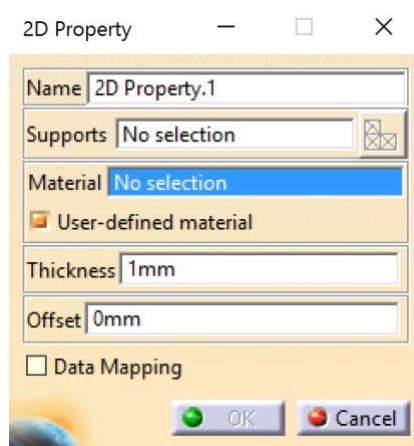 2D Property
Name 2D Property.1
Supports No selection
Material No selection
User-defined material
Thickness 1mm
Offset 0mm
Data Mapping
OK Cancel